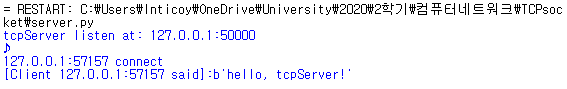 = RESTART: C:₩Users₩Inticoy₩OneDrive₩University₩2020₩2학기₩컴퓨터네트워크₩TCPsoc
ket₩server.py
tcpServer listen at: 127.0.0.1:50000
♪
127.0.0.1:57157 connect
[Client 127.0.0.1:57157 said]:b'hello, tcpServer!'